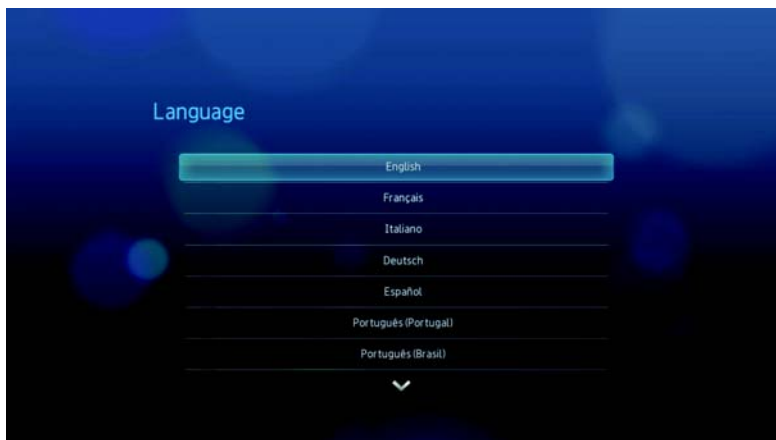 Language
English
Français
Italiano
Deutsch
Español
Português (Portugal)
Português (Brasil)